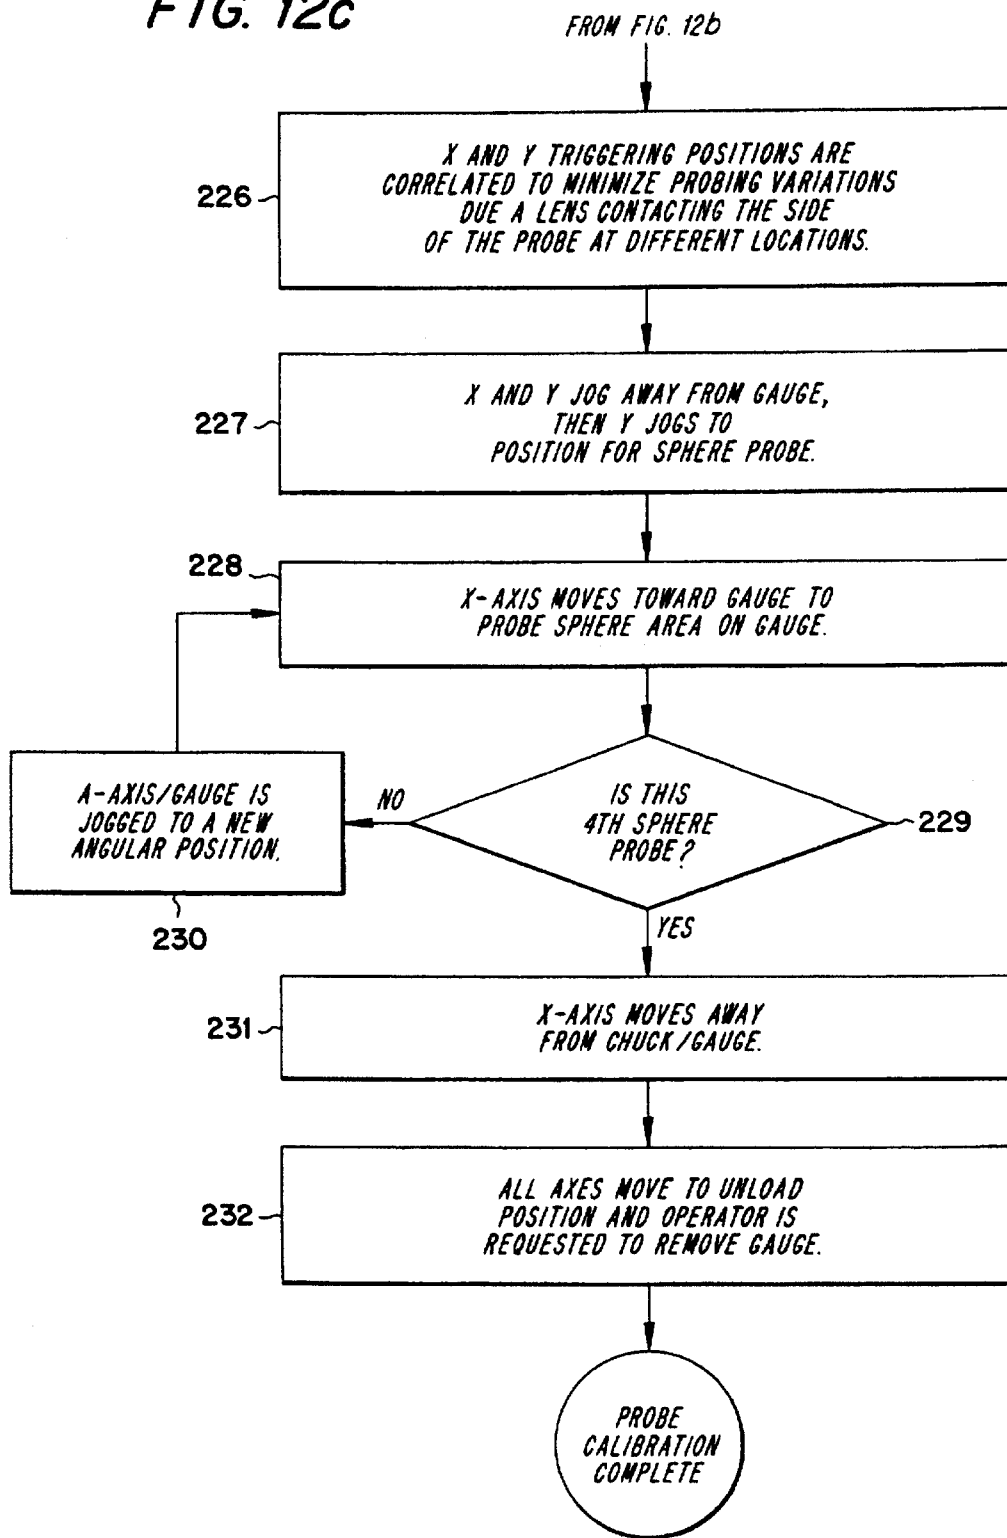 FIG. 12c
FROM FIG. 12b
X AND Y TRIGGERING POSITIONS ARE
CORRELATED TO MINIMIZE PROBING VARIATIONS
DUE A LENS CONTACTING THE SIDE
OF THE PROBE AT DIFFERENT LOCATIONS.
226
X AND Y JOG AWAY FROM GAUGE,
THEN Y JOGS TO
POSITION FOR SPHERE PROBE.
227
228
X-AXIS MOVES TOWARD GAUGE TO
PROBE SPHERE AREA ON GAUGE.
IS THIS
4TH SPHERE
PROBE?
229
NO
A-AXIS/GAUGE IS
JOGGED TO A NEW
ANGULAR POSITION.
230
YES
X-AXIS MOVES AWAY
FROM CHUCK/GAUGE.
231
ALL AXES MOVE TO UNLOAD
POSITION AND OPERATOR IS
REQUESTED TO REMOVE GAUGE.
232
PROBE
CALIBRATION
COMPLETE